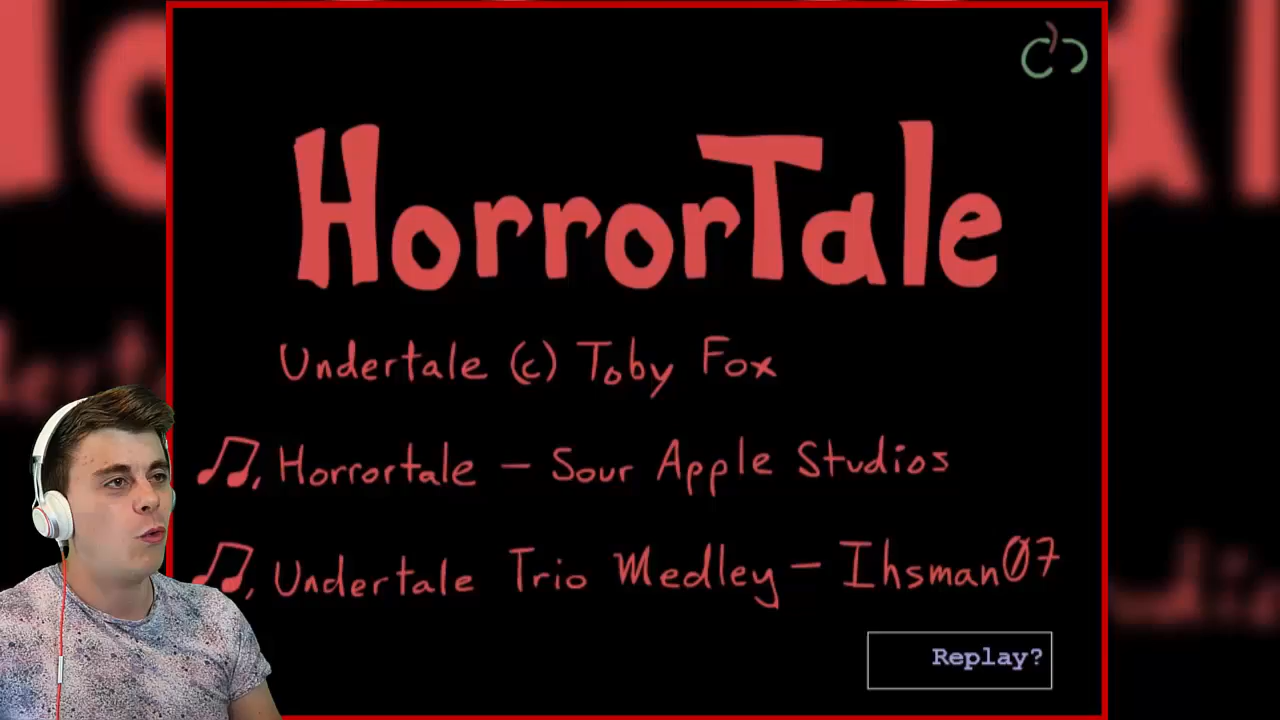 HorrorTale
Undertale (c) Toby Fox
Horrortale - Sour Apple Studios
Undertale Trio Medley - Ihsman07
Replay?